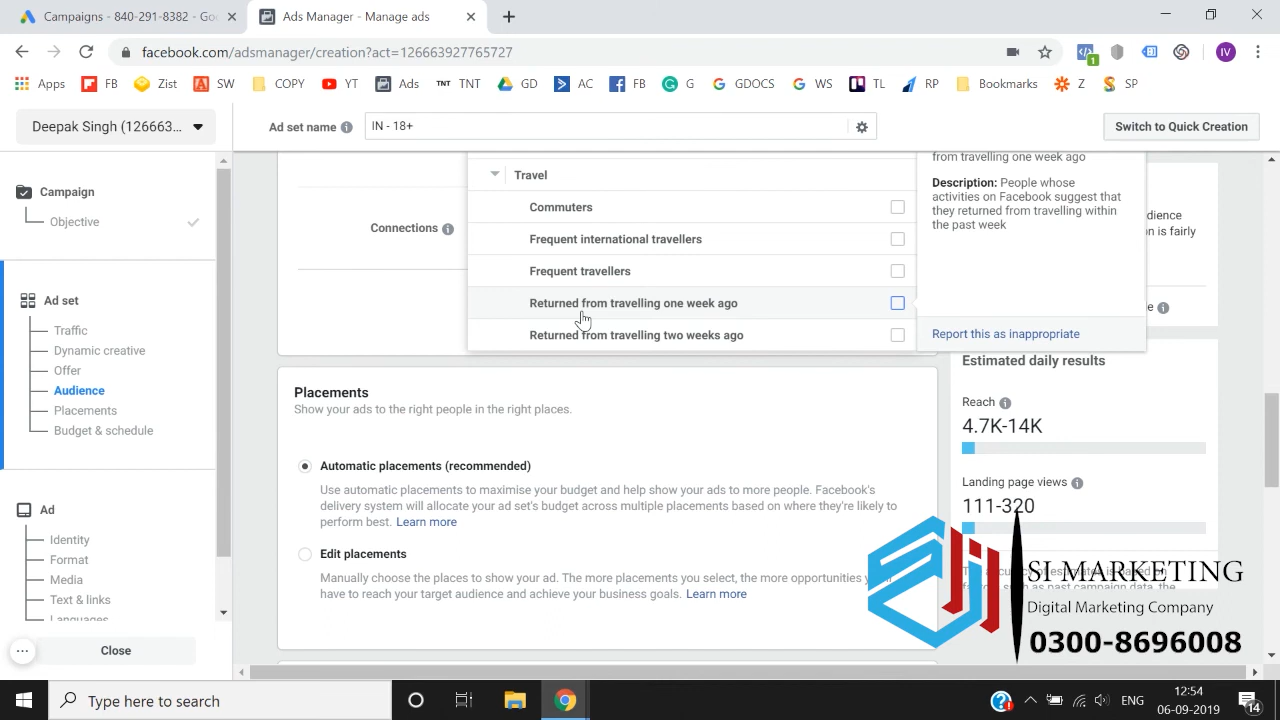 Campaigns - 840-291-8382 - Goo
Ads Manager - Manage ads
facebook.com/adsmanager/creation?act=126663927765727
IV
Apps
FB
Zist
SW
COPY
YT
Ads
TNT TNT
GD
AC
FB
G
GDOCS
WS
TL
RP
Bookmarks
Z
SP
Deepak Singh (126663...
Ad set name
IN - 18+
Switch to Quick Creation
Campaign
Objective
Ad set
Traffic
Dynamic creative
Offer
Audience
Placements
Budget & schedule
Ad
Identity
Format
Media
Text & links
Languages
Close
Connections
Travel
Commuters
Frequent international travellers
Frequent travellers
Returned from travelling one week ago
Returned from travelling two weeks ago
from travelling one week ago
Description: People whose
activities on Facebook suggest that
they returned from travelling within
the past week
Report this as inappropriate
Placements
Show your ads to the right people in the right places.
Automatic placements (recommended)
Use automatic placements to maximise your budget and help show your ads to more people. Facebook's
delivery system will allocate your ad set's budget across multiple placements based on where they're likely to
perform best. Learn more
Edit placements
Manually choose the places to show your ad. The more placements you select, the more opportunities
have to reach your target audience and achieve your business goals. Learn more
is fairly
Estimated daily results
Reach
4.7K-14K
Landing page views
111-320
SI MARKETING
Digital Marketing Company
0300-8696008
Type here to search
ENG
12:54
06-09-2019
14